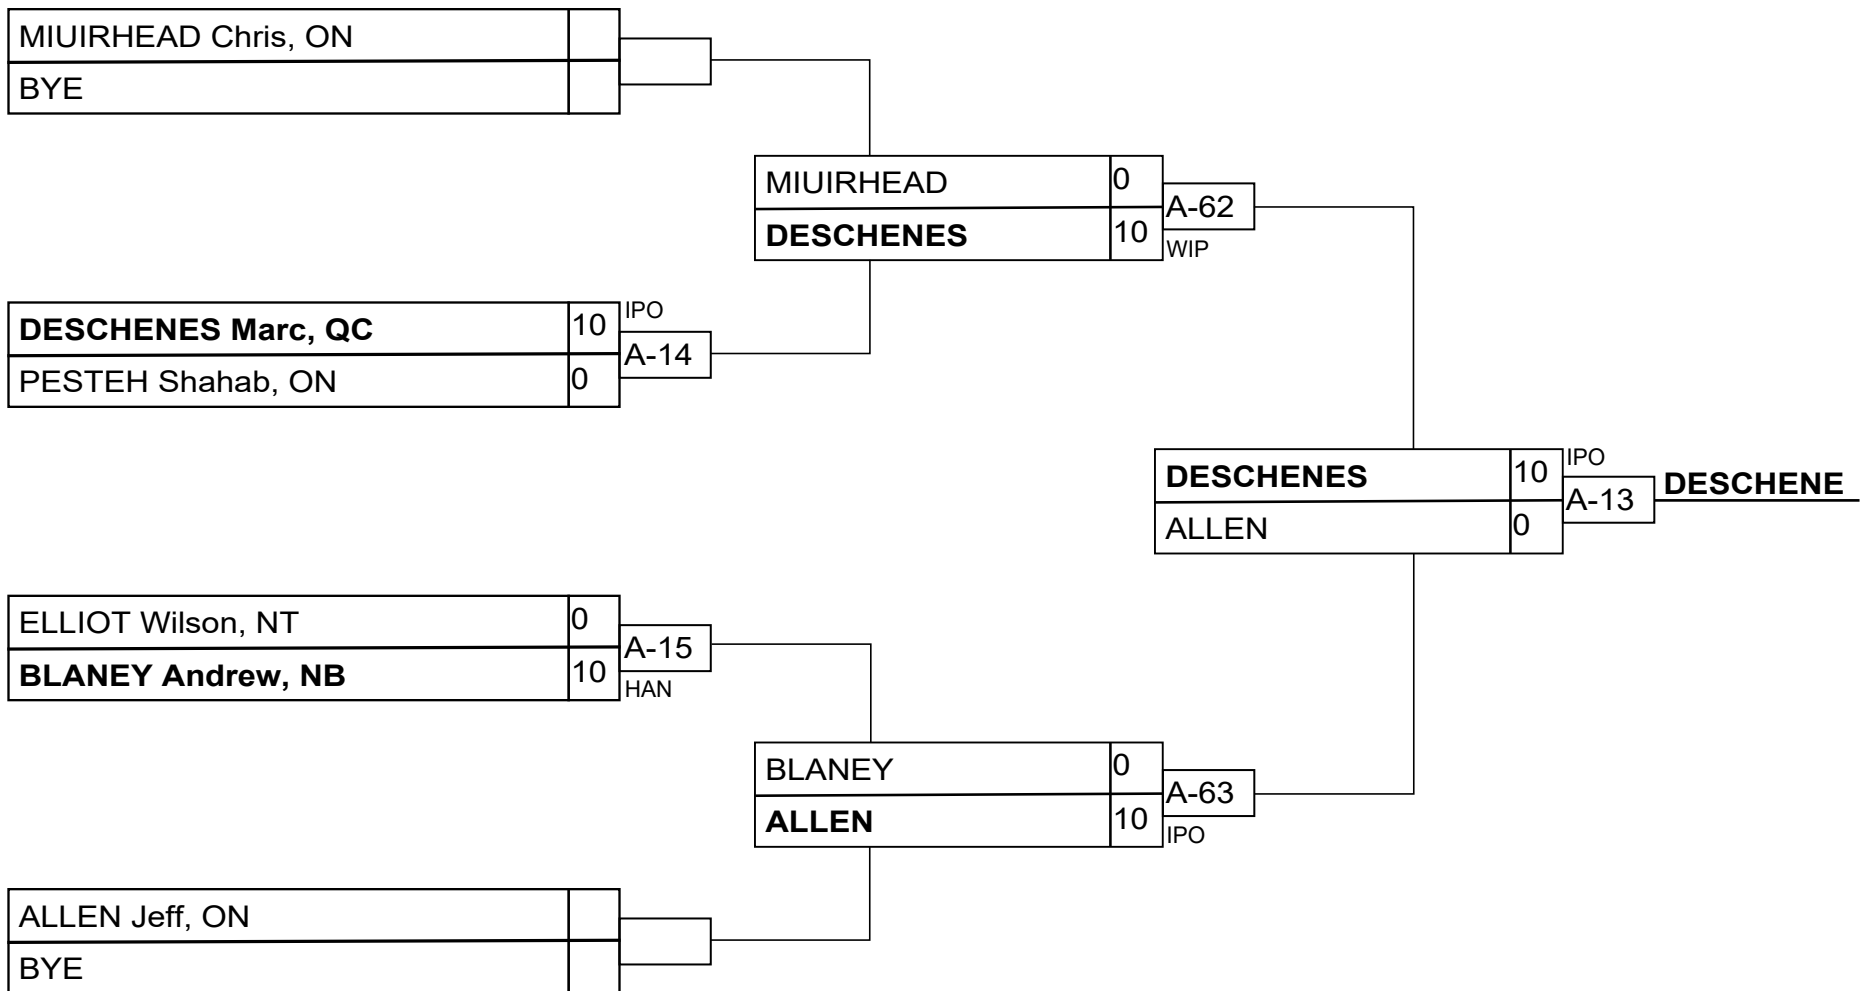 MIUIRHEAD Chris, ON
BYE
MIUIRHEAD 0
A-62
DESCHENES 10
WIP
DESCHENES Marc, QC 10 IPO
A-14
PESTEH Shahab, ON 0
DESCHENES 10 IPO
A-13 DESCHENE
ALLEN 0
ELLIOT Wilson, NT 0
A-15
BLANEY Andrew, NB 10
HAN
BLANEY 0
A-63
ALLEN 10
IPO
ALLEN Jeff, ON
BYE